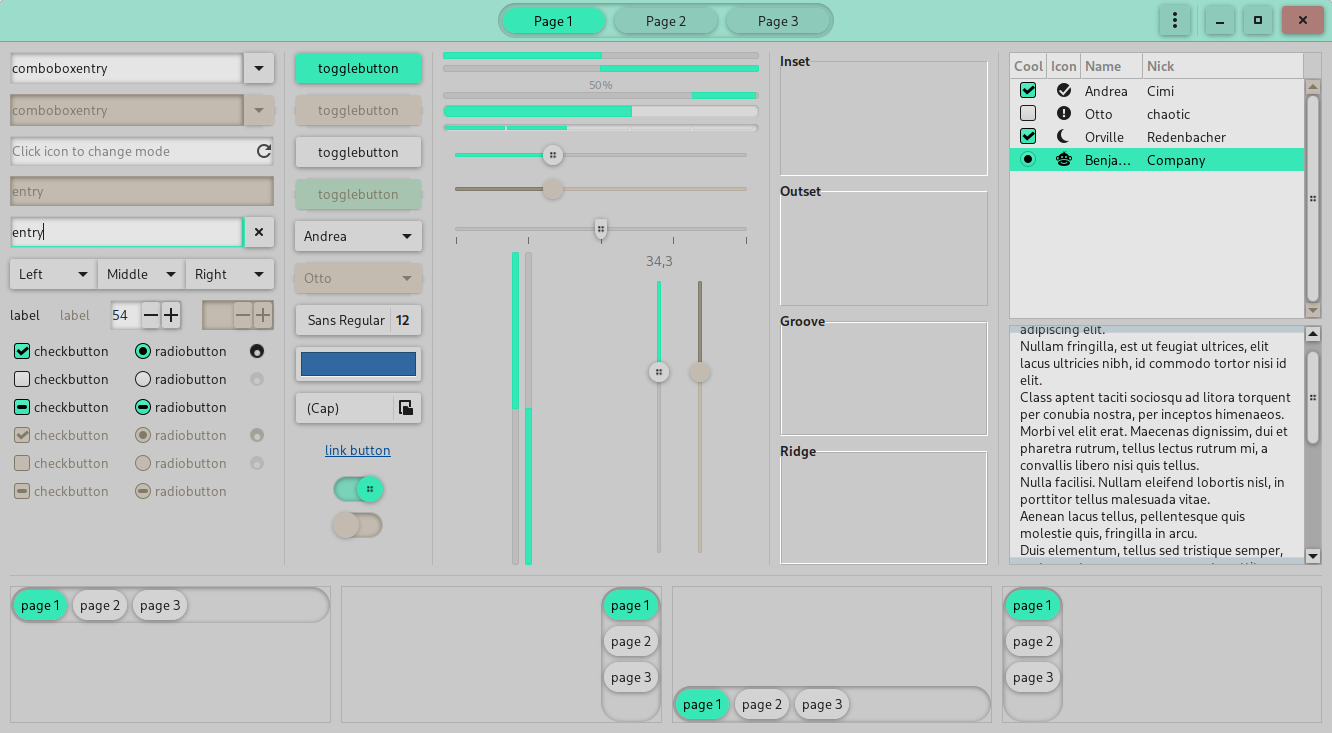 Page 1
Page 2
Page 3
comboboxentry
comboboxentry
Click icon to change mode
entry
entry
Left
Middle
Right
label
label
54
checkbutton
radiobutton
checkbutton
radiobutton
checkbutton
radiobutton
checkbutton
radiobutton
checkbutton
radiobutton
checkbutton
radiobutton
togglebutton
togglebutton
togglebutton
togglebutton
Andrea
Otto
Sans Regular 12
(Cap)
link button
50%
34,3
Inset
Outset
Groove
Ridge
Cool Icon Name Nick
Andrea Cimi
Otto chaotic
Orville Redenbacher
Benja... Company
adipiscing elit.
Nullam fringilla, est ut feugiat ultrices, elit
lacus ultricies nibh, id commodo tortor nisi id
elit.
Class aptent taciti sociosqu ad litora torquent
per conubia nostra, per inceptos himenaeos.
Morbi vel elit erat. Maecenas dignissim, dui et
pharetra rutrum, tellus lectus rutrum mi, a
convallis libero nisi quis tellus.
Nulla facilisi. Nullam eleifend lobortis nisl, in
porttitor tellus malesuada vitae.
Aenean lacus tellus, pellentesque quis
molestie quis, fringilla in arcu.
Duis elementum, tellus sed tristique semper,
page 1
page 2
page 3
page 1
page 2
page 3
page 1
page 2
page 3
page 1
page 2
page 3